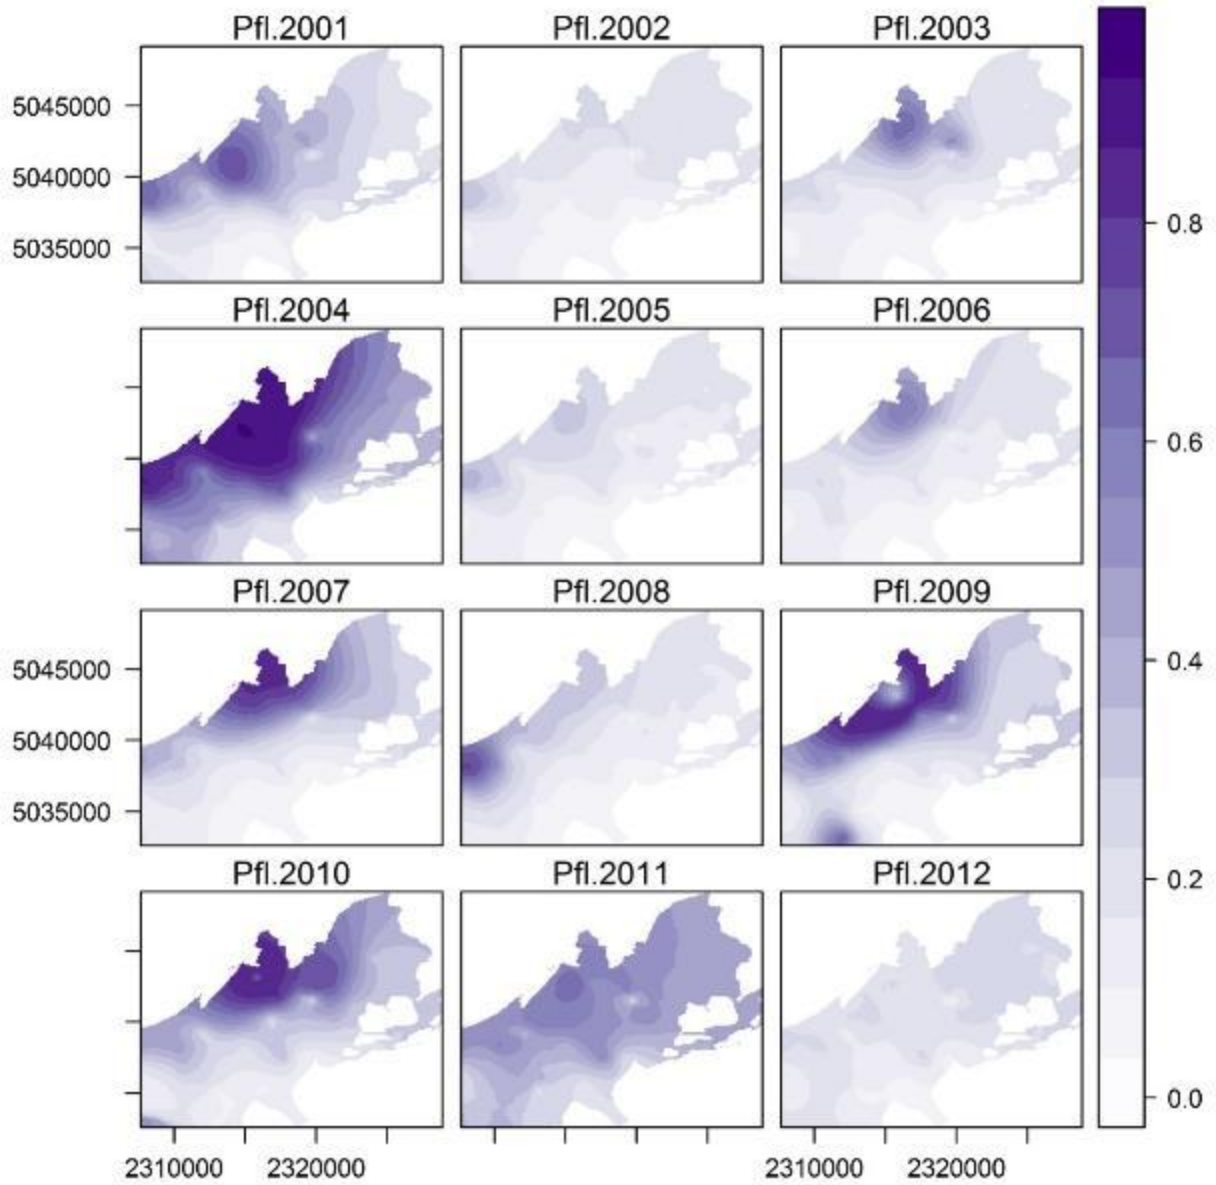 Pfl.2001 Pfl.2002 Pfl.2003
5045000
5040000
5035000
0.8
Pfl.2004 Pfl.2005 Pfl.2006
0.6
Pfl.2007 Pfl.2008 Pfl.2009
5045000
0.4
5040000
5035000
Pfl.2010 Pfl.2011 Pfl.2012
0.2
0.0
2310000 2320000 2310000 2320000